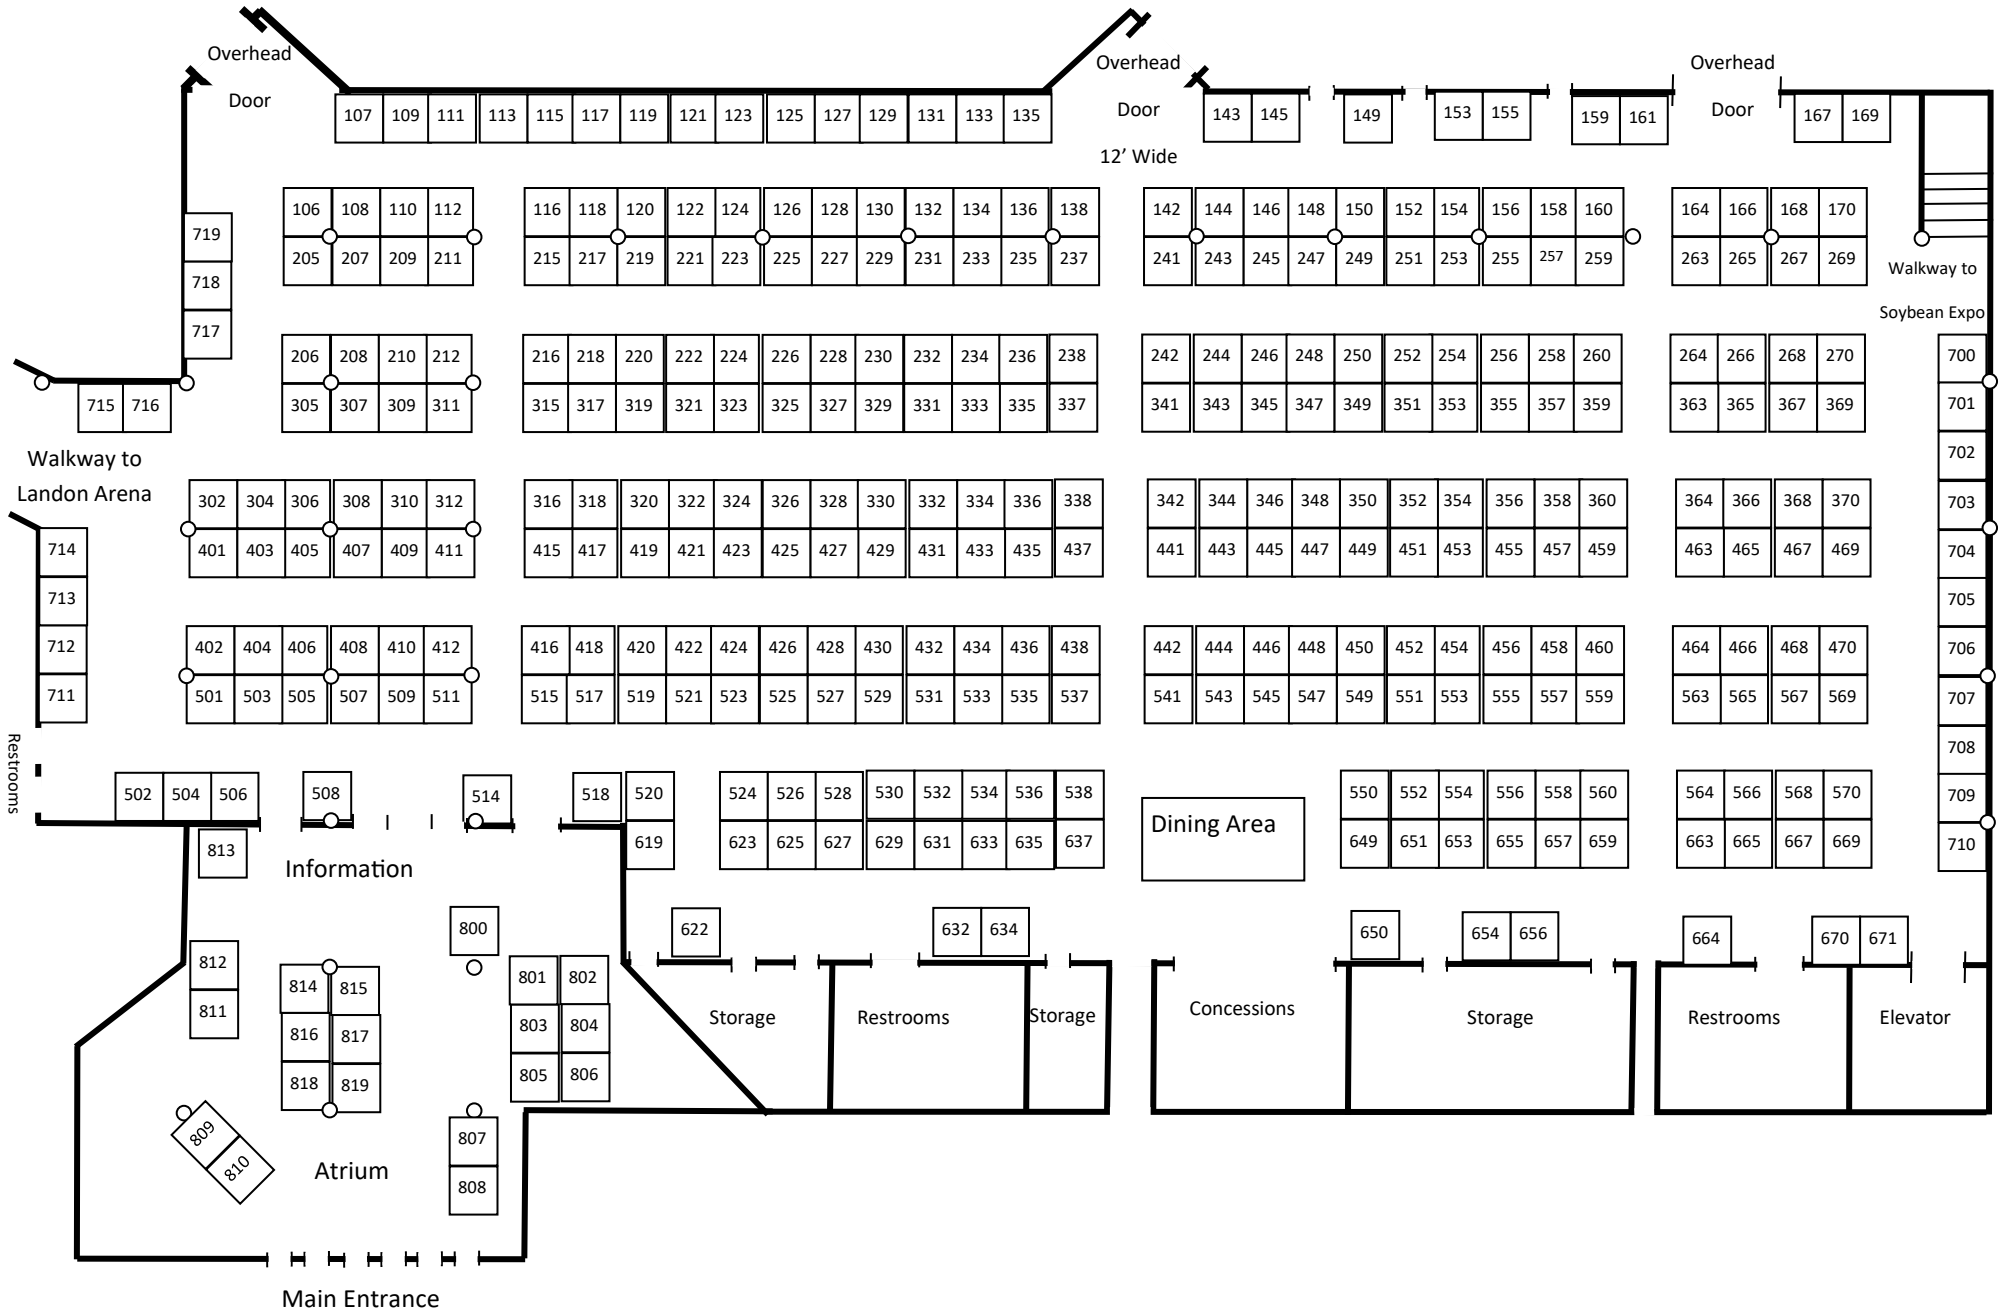 Overhead
Door
Overhead
Door
12’ Wide
Overhead
Door
107 109 111 113 115 117 119 121 123 125 127 129 131 133 135
143 145 149 153 155 159 161 167 169
106 108 110 112 116 118 120 122 124 126 128 130 132 134 136 138 142 144 146 148 150 152 154 156 158 160 164 166 168 170
205 207 209 211 215 217 219 221 223 225 227 229 231 233 235 237 241 243 245 247 249 251 253 255 257 259 263 265 267 269
719
718
717
Walkway to
Soybean Expo
206 208 210 212 216 218 220 222 224 226 228 230 232 234 236 238 242 244 246 248 250 252 254 256 258 260 264 266 268 270
305 307 309 311 315 317 319 321 323 325 327 329 331 333 335 337 341 343 345 347 349 351 353 355 357 359 363 365 367 369
715 716
Walkway to
Landon Arena
302 304 306 308 310 312 316 318 320 322 324 326 328 330 332 334 336 338 342 344 346 348 350 352 354 356 358 360 364 366 368 370
401 403 405 407 409 411 415 417 419 421 423 425 427 429 431 433 435 437 441 443 445 447 449 451 453 455 457 459 463 465 467 469
714
713
712
711
402 404 406 408 410 412 416 418 420 422 424 426 428 430 432 434 436 438 442 444 446 448 450 452 454 456 458 460 464 466 468 470
501 503 505 507 509 511 515 517 519 521 523 525 527 529 531 533 535 537 541 543 545 547 549 551 553 555 557 559 563 565 567 569
700
701
702
703
704
705
706
707
708
709
710
Restrooms
502 504 506 508 514 518 520 524 526 528 530 532 534 536 538 550 552 554 556 558 560 564 566 568 570
619 623 625 627 629 631 633 635 637 649 651 653 655 657 659 663 665 667 669
Dining Area
813
Information
622 632 634 650 654 656 664 670 671
800
812
811
814 815
816 817
818 819
801 802
803 804
805 806
Storage
Restrooms
Storage
Concessions
Storage
Restrooms
Elevator
809
810
807
808
Atrium
Main Entrance